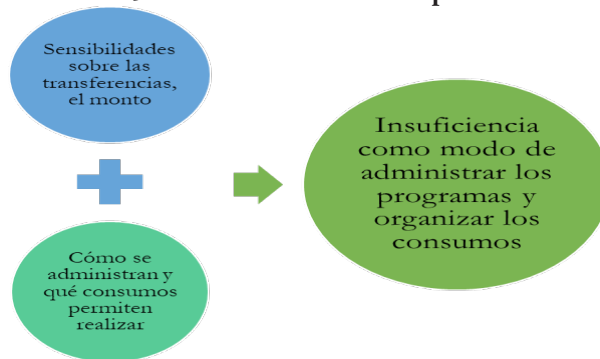 Sensibilidades
sobre las
transferencias,
el monto
Cómo se
administran y
qué consumos
permiten
realizar
Insuficiencia
como modo de
administrar los
programas y
organizar los
consumos